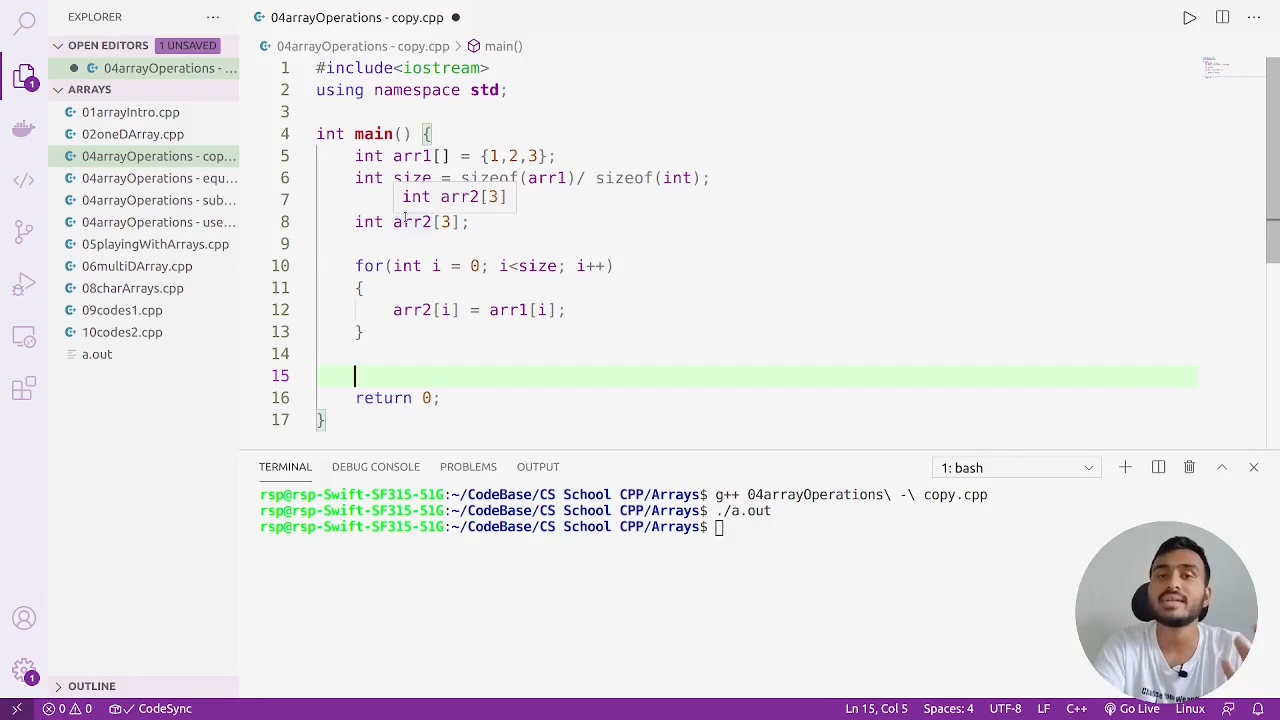 EXPLORER
OPEN EDITORS 1 UNSAVED
04arrayOperations - ...
ARRAYS
01arrayIntro.cpp
02oneDArray.cpp
04arrayOperations - cop...
04arrayOperations - equ...
04arrayOperations - sub...
04arrayOperations - use...
05playingWithArrays.cpp
06multiDArray.cpp
08charArrays.cpp
09codes1.cpp
10codes2.cpp
a.out
OUTLINE
04arrayOperations - copy.cpp
04arrayOperations - copy.cpp > main()
1 #include<iostream>
2 using namespace std;
3
4 int main() {
5 int arr1[] = {1,2,3};
6 int size = sizeof(arr1)/ sizeof(int);
7 int arr2[3]
8 int arr2[3];
9
10 for(int i = 0; i<size; i++)
11 {
12 arr2[i] = arr1[i];
13 }
14
15
16 return 0;
17 }
TERMINAL DEBUG CONSOLE PROBLEMS OUTPUT 1: bash
rsp@rsp-Swift-SF315-51G:~/CodeBase/CS School CPP/Arrays$ g++ 04arrayOperations\ -\ copy.cpp
rsp@rsp-Swift-SF315-51G:~/CodeBase/CS School CPP/Arrays$ ./a.out
rsp@rsp-Swift-SF315-51G:~/CodeBase/CS School CPP/Arrays$
0 0 CodeSync Ln 15, Col 5 Spaces: 4 UTF-8 LF C++ Go Live Linux